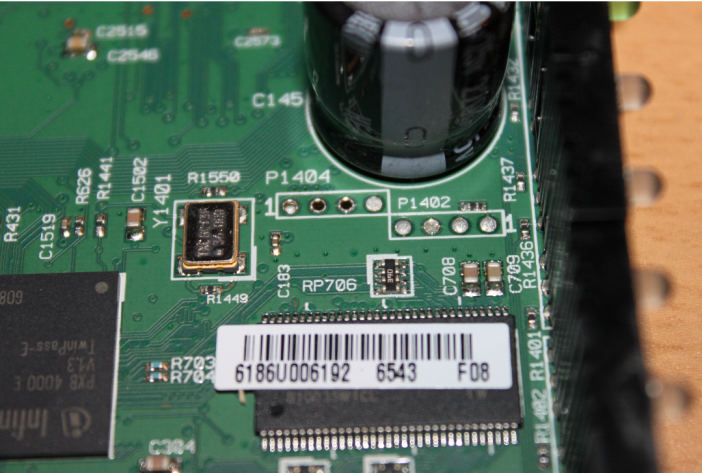 C2515
C2546
C2573
C145
R1432
R1550
P1404
P1402
R1437
R1441
R626
C1502
Y1401
R431
C1519
R1436
C183
RP706
C708
C709
R1449
R703
R704
6186U006192 6543 F08
R1401
R1402
PXB 4000 E
V1.3
TwinPass-E
Infin
C304
1
1